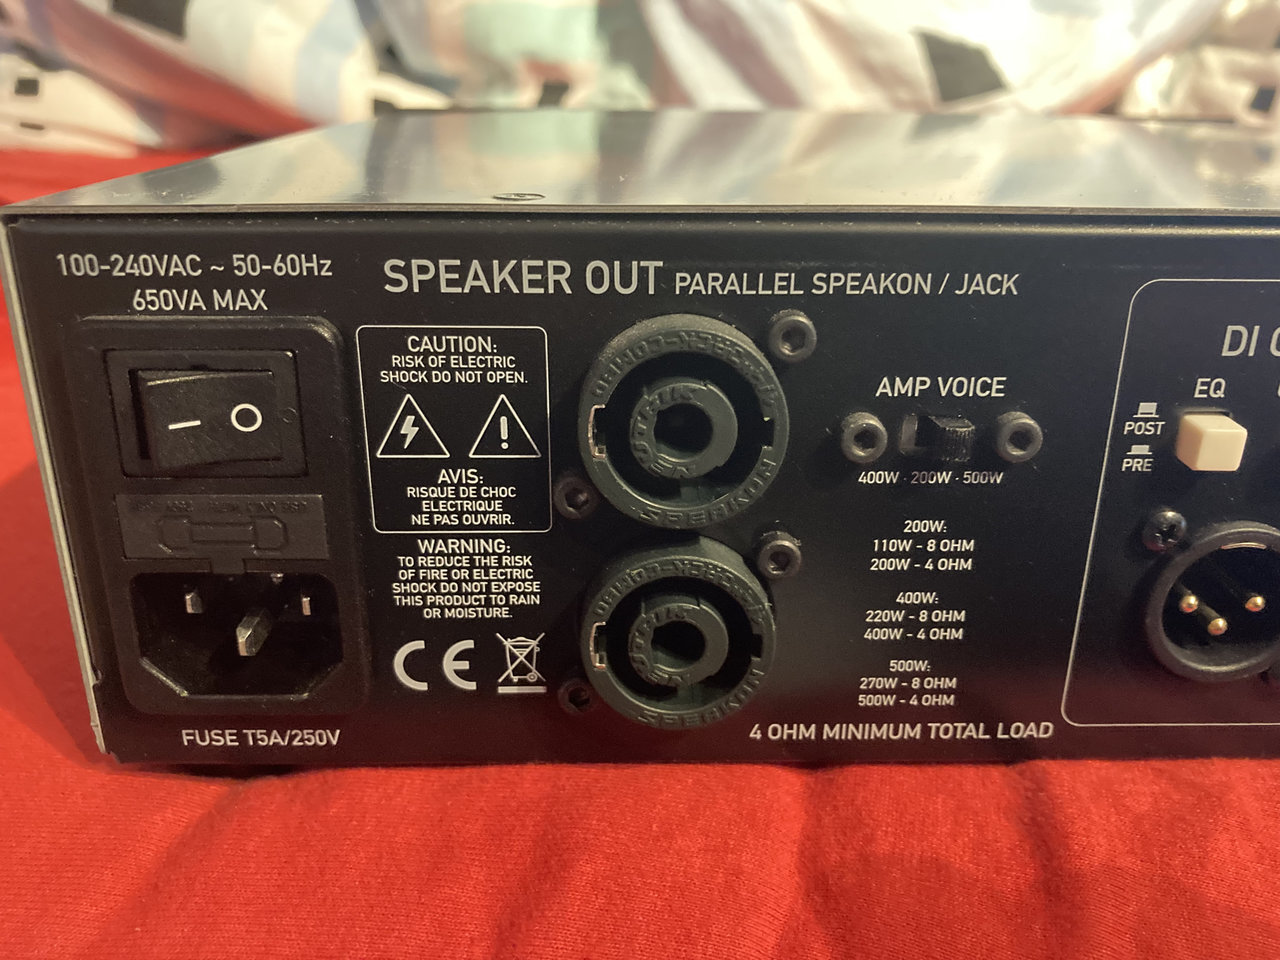 100-240VAC ~ 50-60Hz
650VA MAX
SPEAKER OUT PARALLEL SPEAKON / JACK
CAUTION:
RISK OF ELECTRIC
SHOCK DO NOT OPEN.
AVIS:
RISQUE DE CHOC
ELECTRIQUE
NE PAS OUVRIR.
WARNING:
TO REDUCE THE RISK
OF FIRE OR ELECTRIC
SHOCK DO NOT EXPOSE
THIS PRODUCT TO RAIN
OR MOISTURE.
CE
FUSE T5A/250V
NEUTRIK
SPEAKON
NEUTRIK
SPEAKON
AMP VOICE
400W - 200W - 500W
200W:
110W - 8 OHM
200W - 4 OHM
400W:
220W - 8 OHM
400W - 4 OHM
500W:
270W - 8 OHM
500W - 4 OHM
4 OHM MINIMUM TOTAL LOAD
DI
EQ
POST
PRE